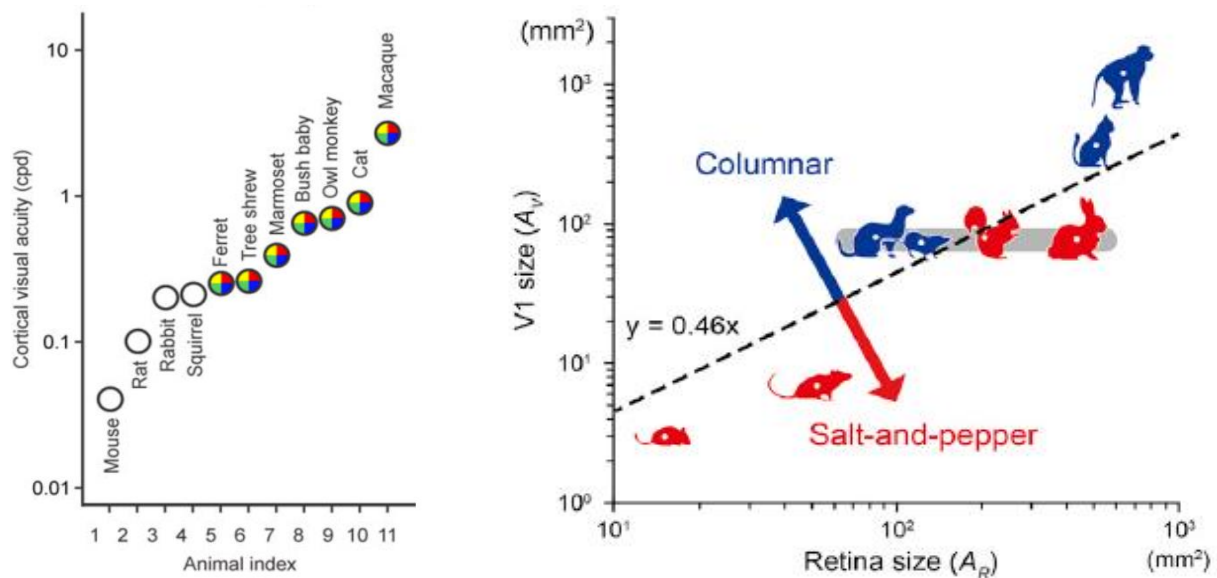 Cortical visual acuity (cpd)
10
1
0.1
0.01
Mouse
Rat
Rabbit
Squirrel
Ferret
Tree shrew
Marmoset
Bush baby
Owl monkey
Cat
Macaque
1 2 3 4 5 6 7 8 9 10 11
Animal index
(mm²)
V1 size (Aᵥ)
10³
10²
10¹
10⁰
Columnar
y = 0.46x
Salt-and-pepper
10¹ 10² 10³
Retina size (A_R) (mm²)